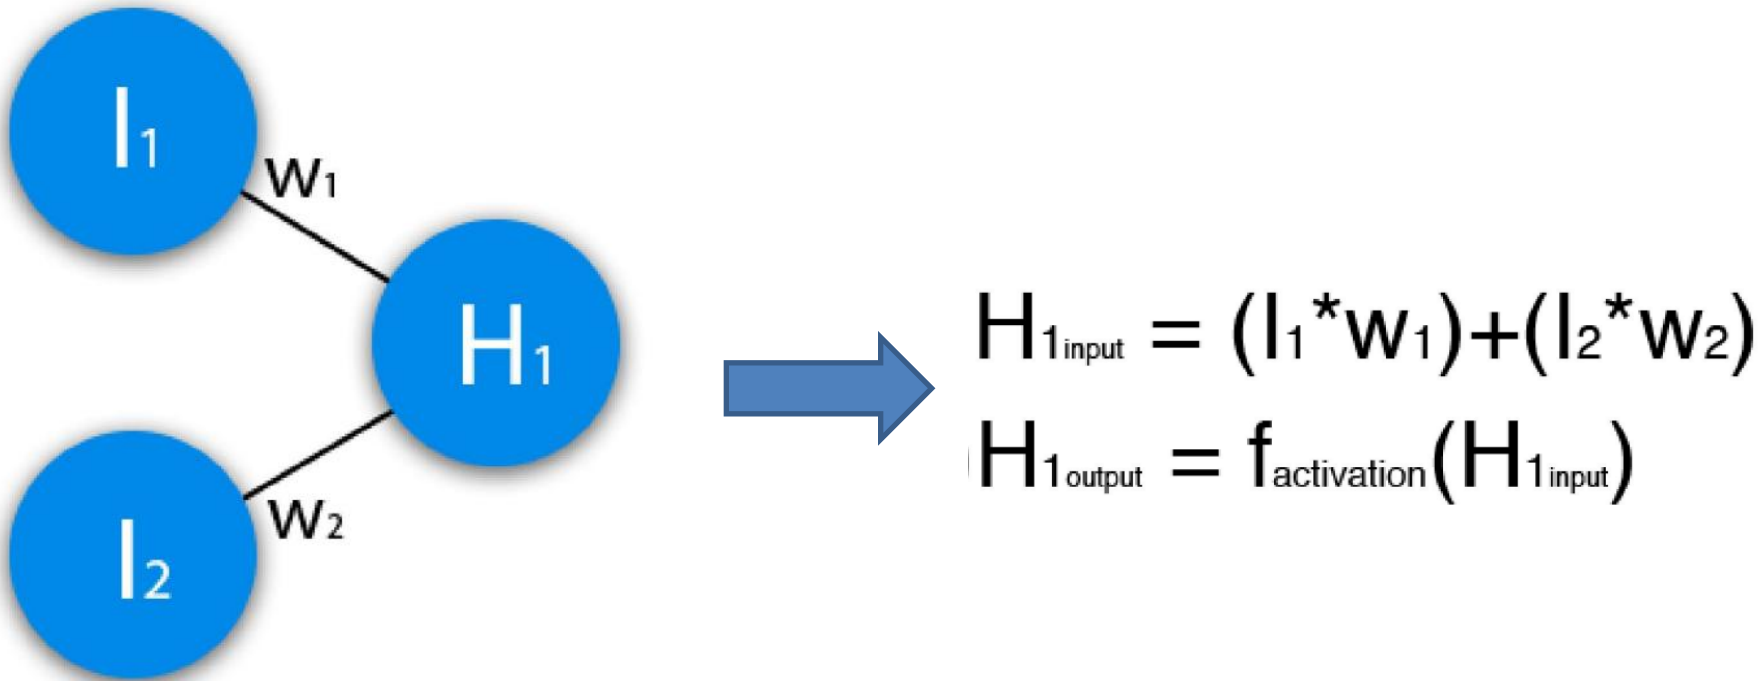 I1
w1
H1
w2
I2
H1input = (I1*w1)+(I2*w2)
H1output = factivation(H1input)